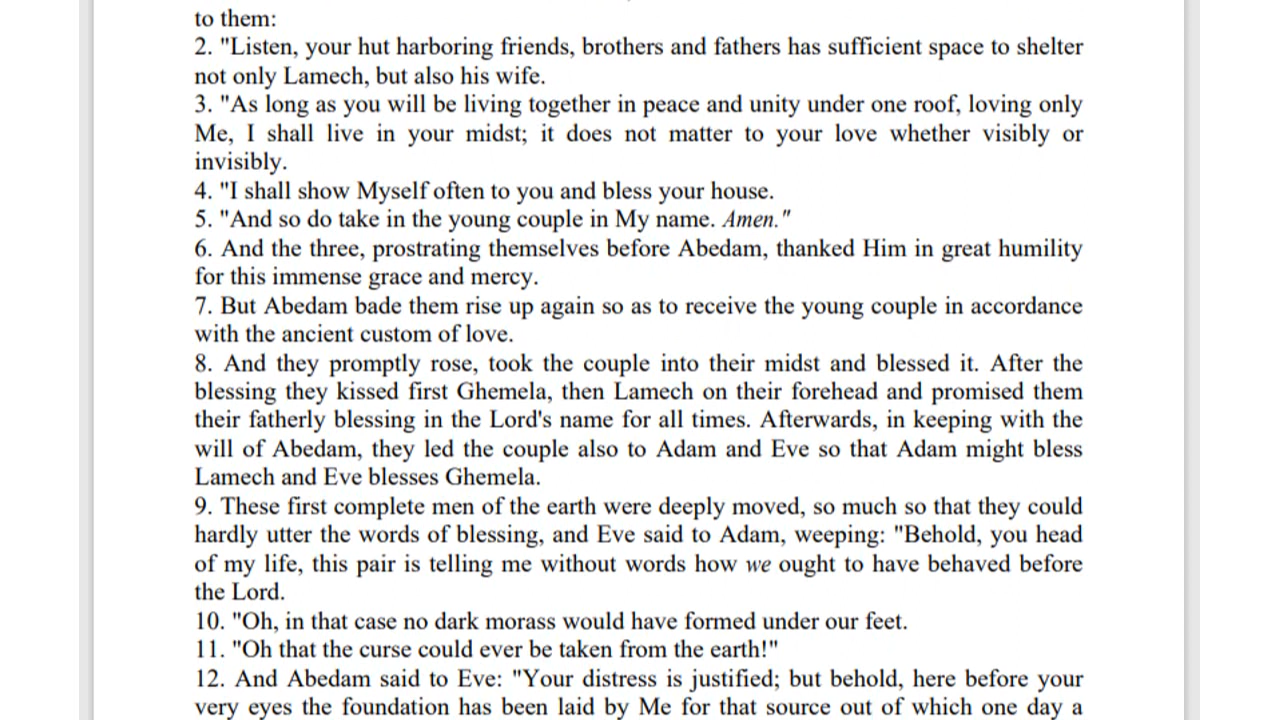 to them:
2. "Listen, your hut harboring friends, brothers and fathers has sufficient space to shelter
not only Lamech, but also his wife.
3. "As long as you will be living together in peace and unity under one roof, loving only
Me, I shall live in your midst; it does not matter to your love whether visibly or
invisibly.
4. "I shall show Myself often to you and bless your house.
5. "And so do take in the young couple in My name. Amen."
6. And the three, prostrating themselves before Abedam, thanked Him in great humility
for this immense grace and mercy.
7. But Abedam bade them rise up again so as to receive the young couple in accordance
with the ancient custom of love.
8. And they promptly rose, took the couple into their midst and blessed it. After the
blessing they kissed first Ghemela, then Lamech on their forehead and promised them
their fatherly blessing in the Lord's name for all times. Afterwards, in keeping with the
will of Abedam, they led the couple also to Adam and Eve so that Adam might bless
Lamech and Eve blesses Ghemela.
9. These first complete men of the earth were deeply moved, so much so that they could
hardly utter the words of blessing, and Eve said to Adam, weeping: "Behold, you head
of my life, this pair is telling me without words how we ought to have behaved before
the Lord.
10. "Oh, in that case no dark morass would have formed under our feet.
11. "Oh that the curse could ever be taken from the earth!"
12. And Abedam said to Eve: "Your distress is justified; but behold, here before your
very eyes the foundation has been laid by Me for that source out of which one day a